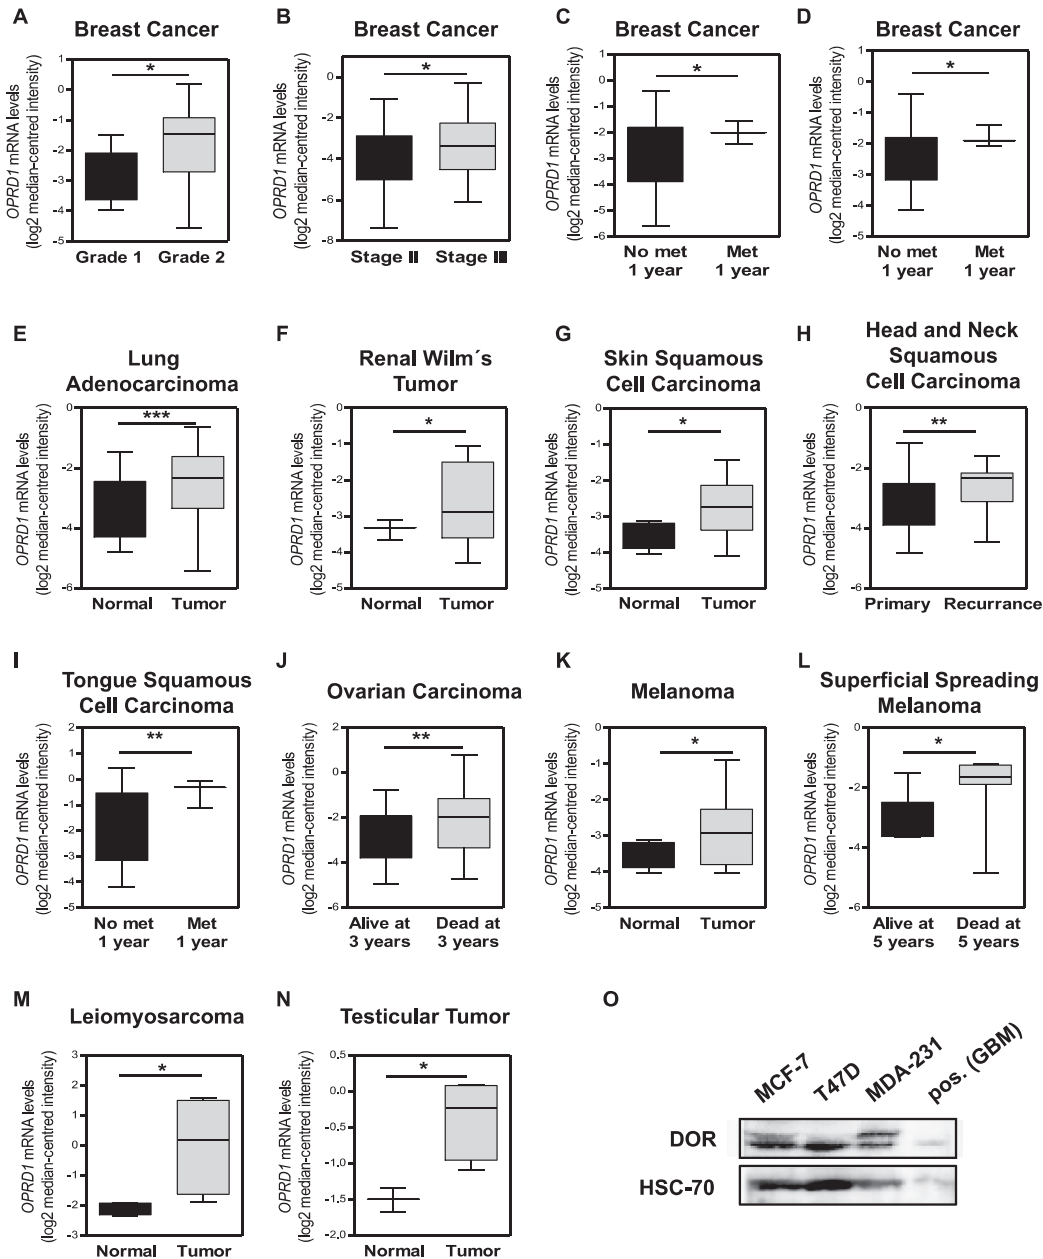 A
Breast Cancer
*
OPRD1 mRNA levels
(log2 median-centred intensity)
1
0
-1
-2
-3
-4
-5
Grade 1 Grade 2
B
Breast Cancer
*
OPRD1 mRNA levels
(log2 median-centred intensity)
0
-2
-4
-6
-8
Stage II Stage III
C
Breast Cancer
*
OPRD1 mRNA levels
(log2 median-centred intensity)
1
0
-1
-2
-3
-4
-5
-6
No met Met
1 year 1 year
D
Breast Cancer
*
OPRD1 mRNA levels
(log2 median-centred intensity)
1
0
-1
-2
-3
-4
-5
No met Met
1 year 1 year
E
Lung
Adenocarcinoma
***
OPRD1 mRNA levels
(log2 median-centred intensity)
0
-2
-4
-6
Normal Tumor
F
Renal Wilm´s
Tumor
*
OPRD1 mRNA levels
(log2 median-centred intensity)
0
-1
-2
-3
-4
-5
Normal Tumor
G
Skin Squamous
Cell Carcinoma
*
OPRD1 mRNA levels
(log2 median-centred intensity)
0
-1
-2
-3
-4
-5
Normal Tumor
H
Head and Neck
Squamous
Cell Carcinoma
**
OPRD1 mRNA levels
(log2 median-centred intensity)
0
-2
-4
-6
Primary Recurrance
I
Tongue Squamous
Cell Carcinoma
**
OPRD1 mRNA levels
(log2 median-centred intensity)
2
1
0
-1
-2
-3
-4
-5
No met Met
1 year 1 year
J
Ovarian Carcinoma
**
OPRD1 mRNA levels
(log2 median-centred intensity)
2
0
-2
-4
-6
Alive at Dead at
3 years 3 years
K
Melanoma
*
OPRD1 mRNA levels
(log2 median-centred intensity)
0
-1
-2
-3
-4
-5
Normal Tumor
L
Superficial Spreading
Melanoma
*
OPRD1 mRNA levels
(log2 median-centred intensity)
0
-2
-4
-6
Alive at Dead at
5 years 5 years
M
Leiomyosarcoma
*
OPRD1 mRNA levels
(log2 median-centred intensity)
3
2
1
0
-1
-2
-3
Normal Tumor
N
Testicular Tumor
*
OPRD1 mRNA levels
(log2 median-centred intensity)
0,5
0,0
-0,5
-1,0
-1,5
-2,0
Normal Tumor
O
MCF-7 T47D MDA-231 pos. (GBM)
DOR
HSC-70